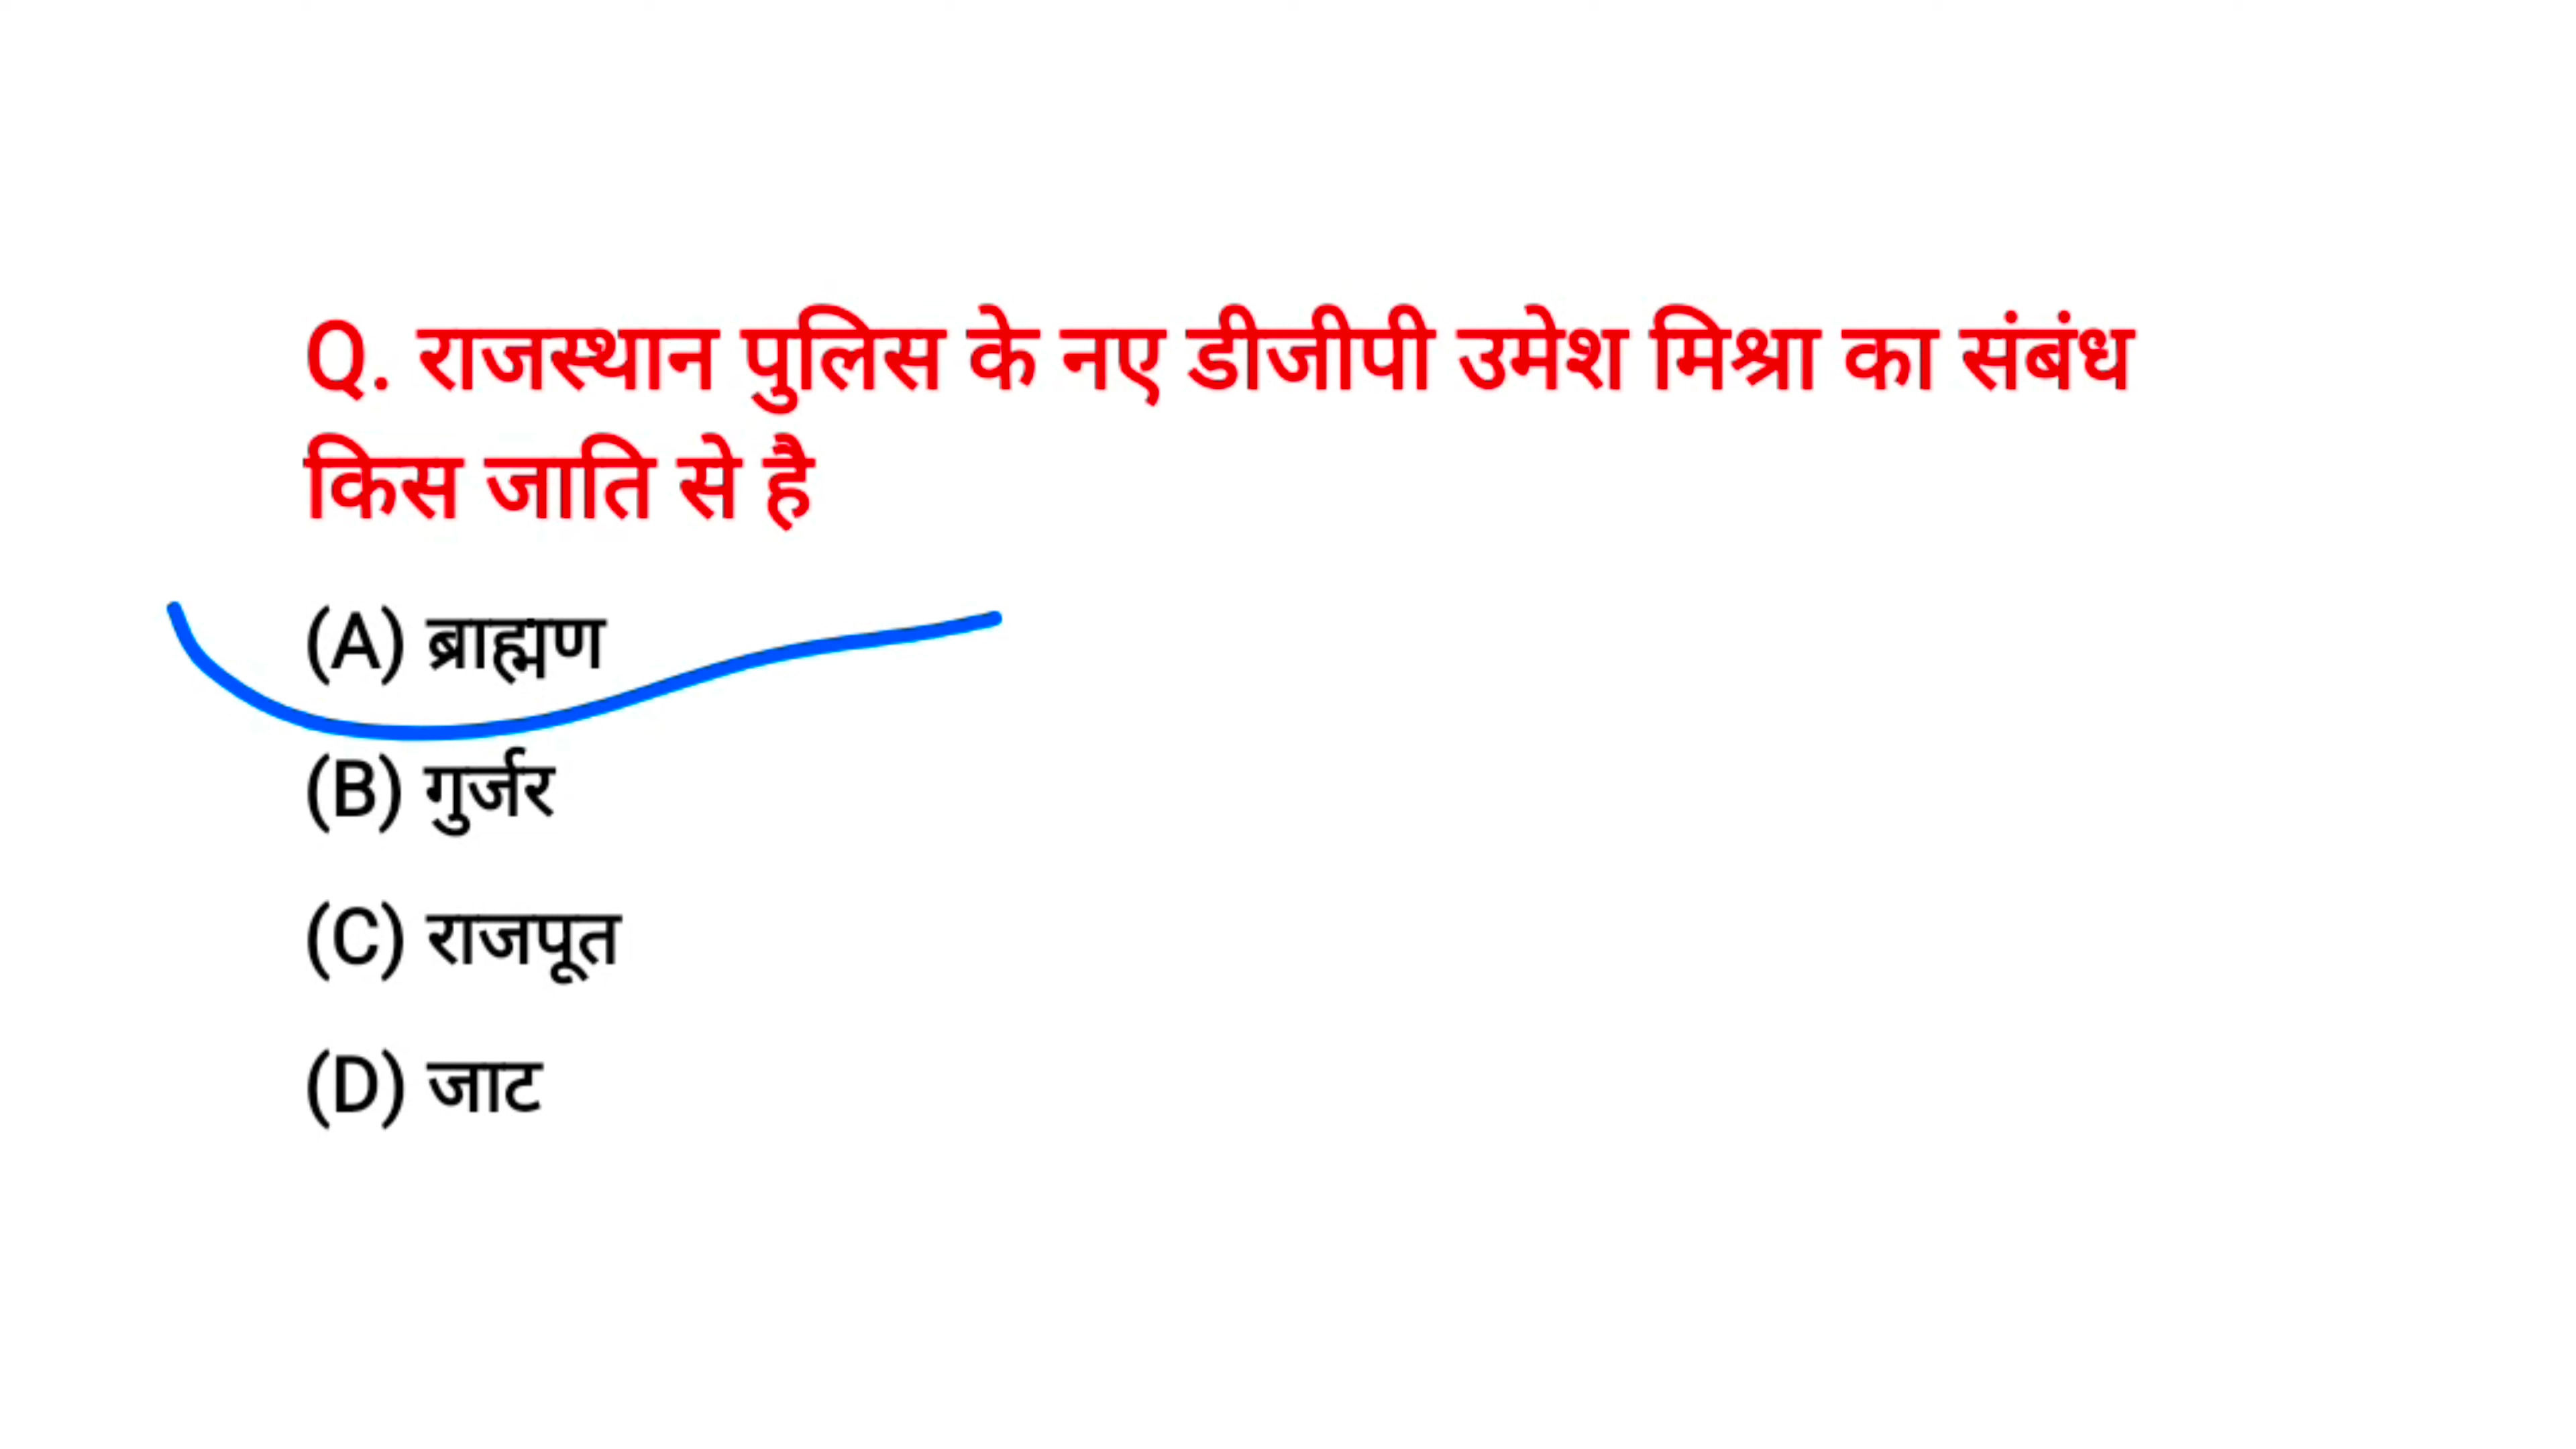 Q. राजस्थान पुलिस के नए डीजीपी उमेश मिश्रा का संबंध
किस जाति से है
(A) ब्राह्मण
(B) गुर्जर
(C) राजपूत
(D) जाट